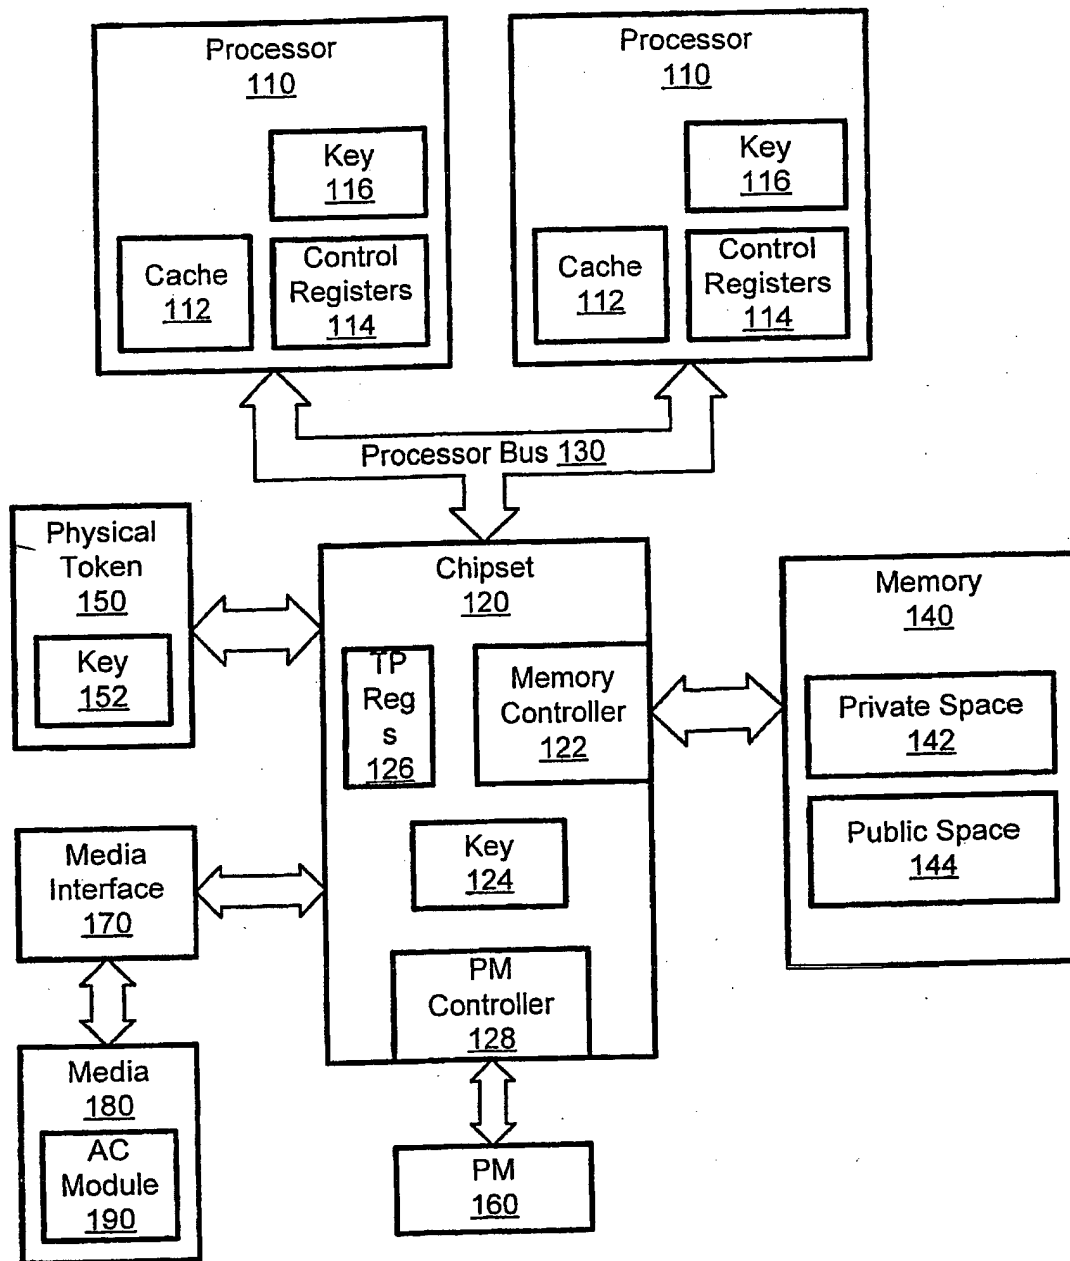 Processor
110
Key
116
Cache
112
Control
Registers
114
Processor
110
Key
116
Cache
112
Control
Registers
114
Processor Bus 130
Physical
Token
150
Key
152
Chipset
120
TP
Reg
s
126
Memory
Controller
122
Key
124
PM
Controller
128
Memory
140
Private Space
142
Public Space
144
Media
Interface
170
Media
180
AC
Module
190
PM
160